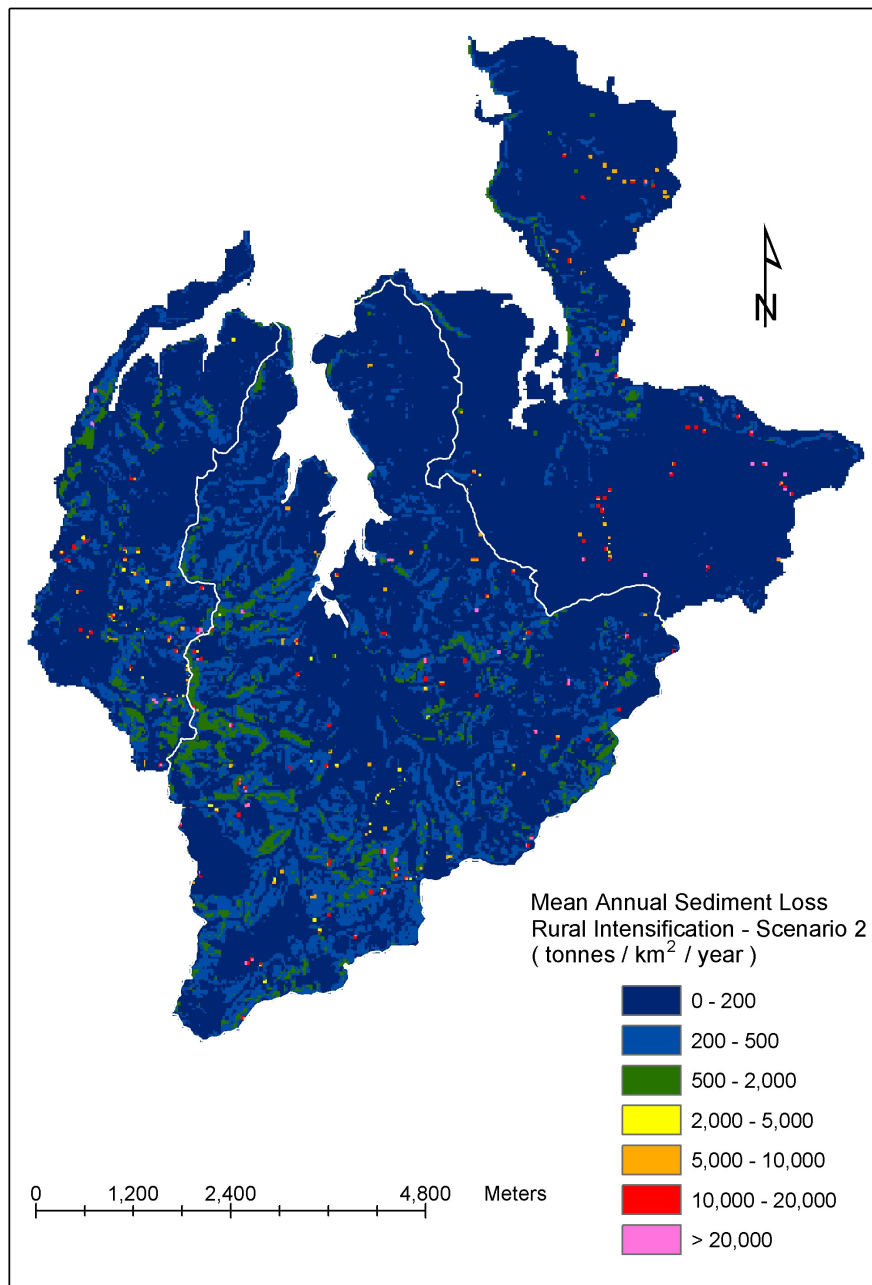 N
Mean Annual Sediment Loss
Rural Intensification - Scenario 2
( tonnes / km² / year )
0 - 200
200 - 500
500 - 2,000
2,000 - 5,000
5,000 - 10,000
10,000 - 20,000
> 20,000
0 1,200 2,400 4,800 Meters